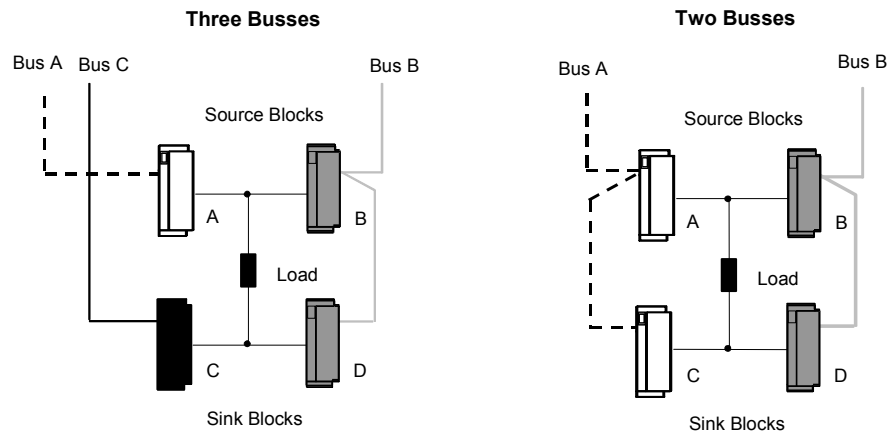 Three Busses
Bus A Bus C Bus B
Source Blocks
A B
Load
C D
Sink Blocks
Two Busses
Bus A Bus B
Source Blocks
A B
Load
C D
Sink Blocks